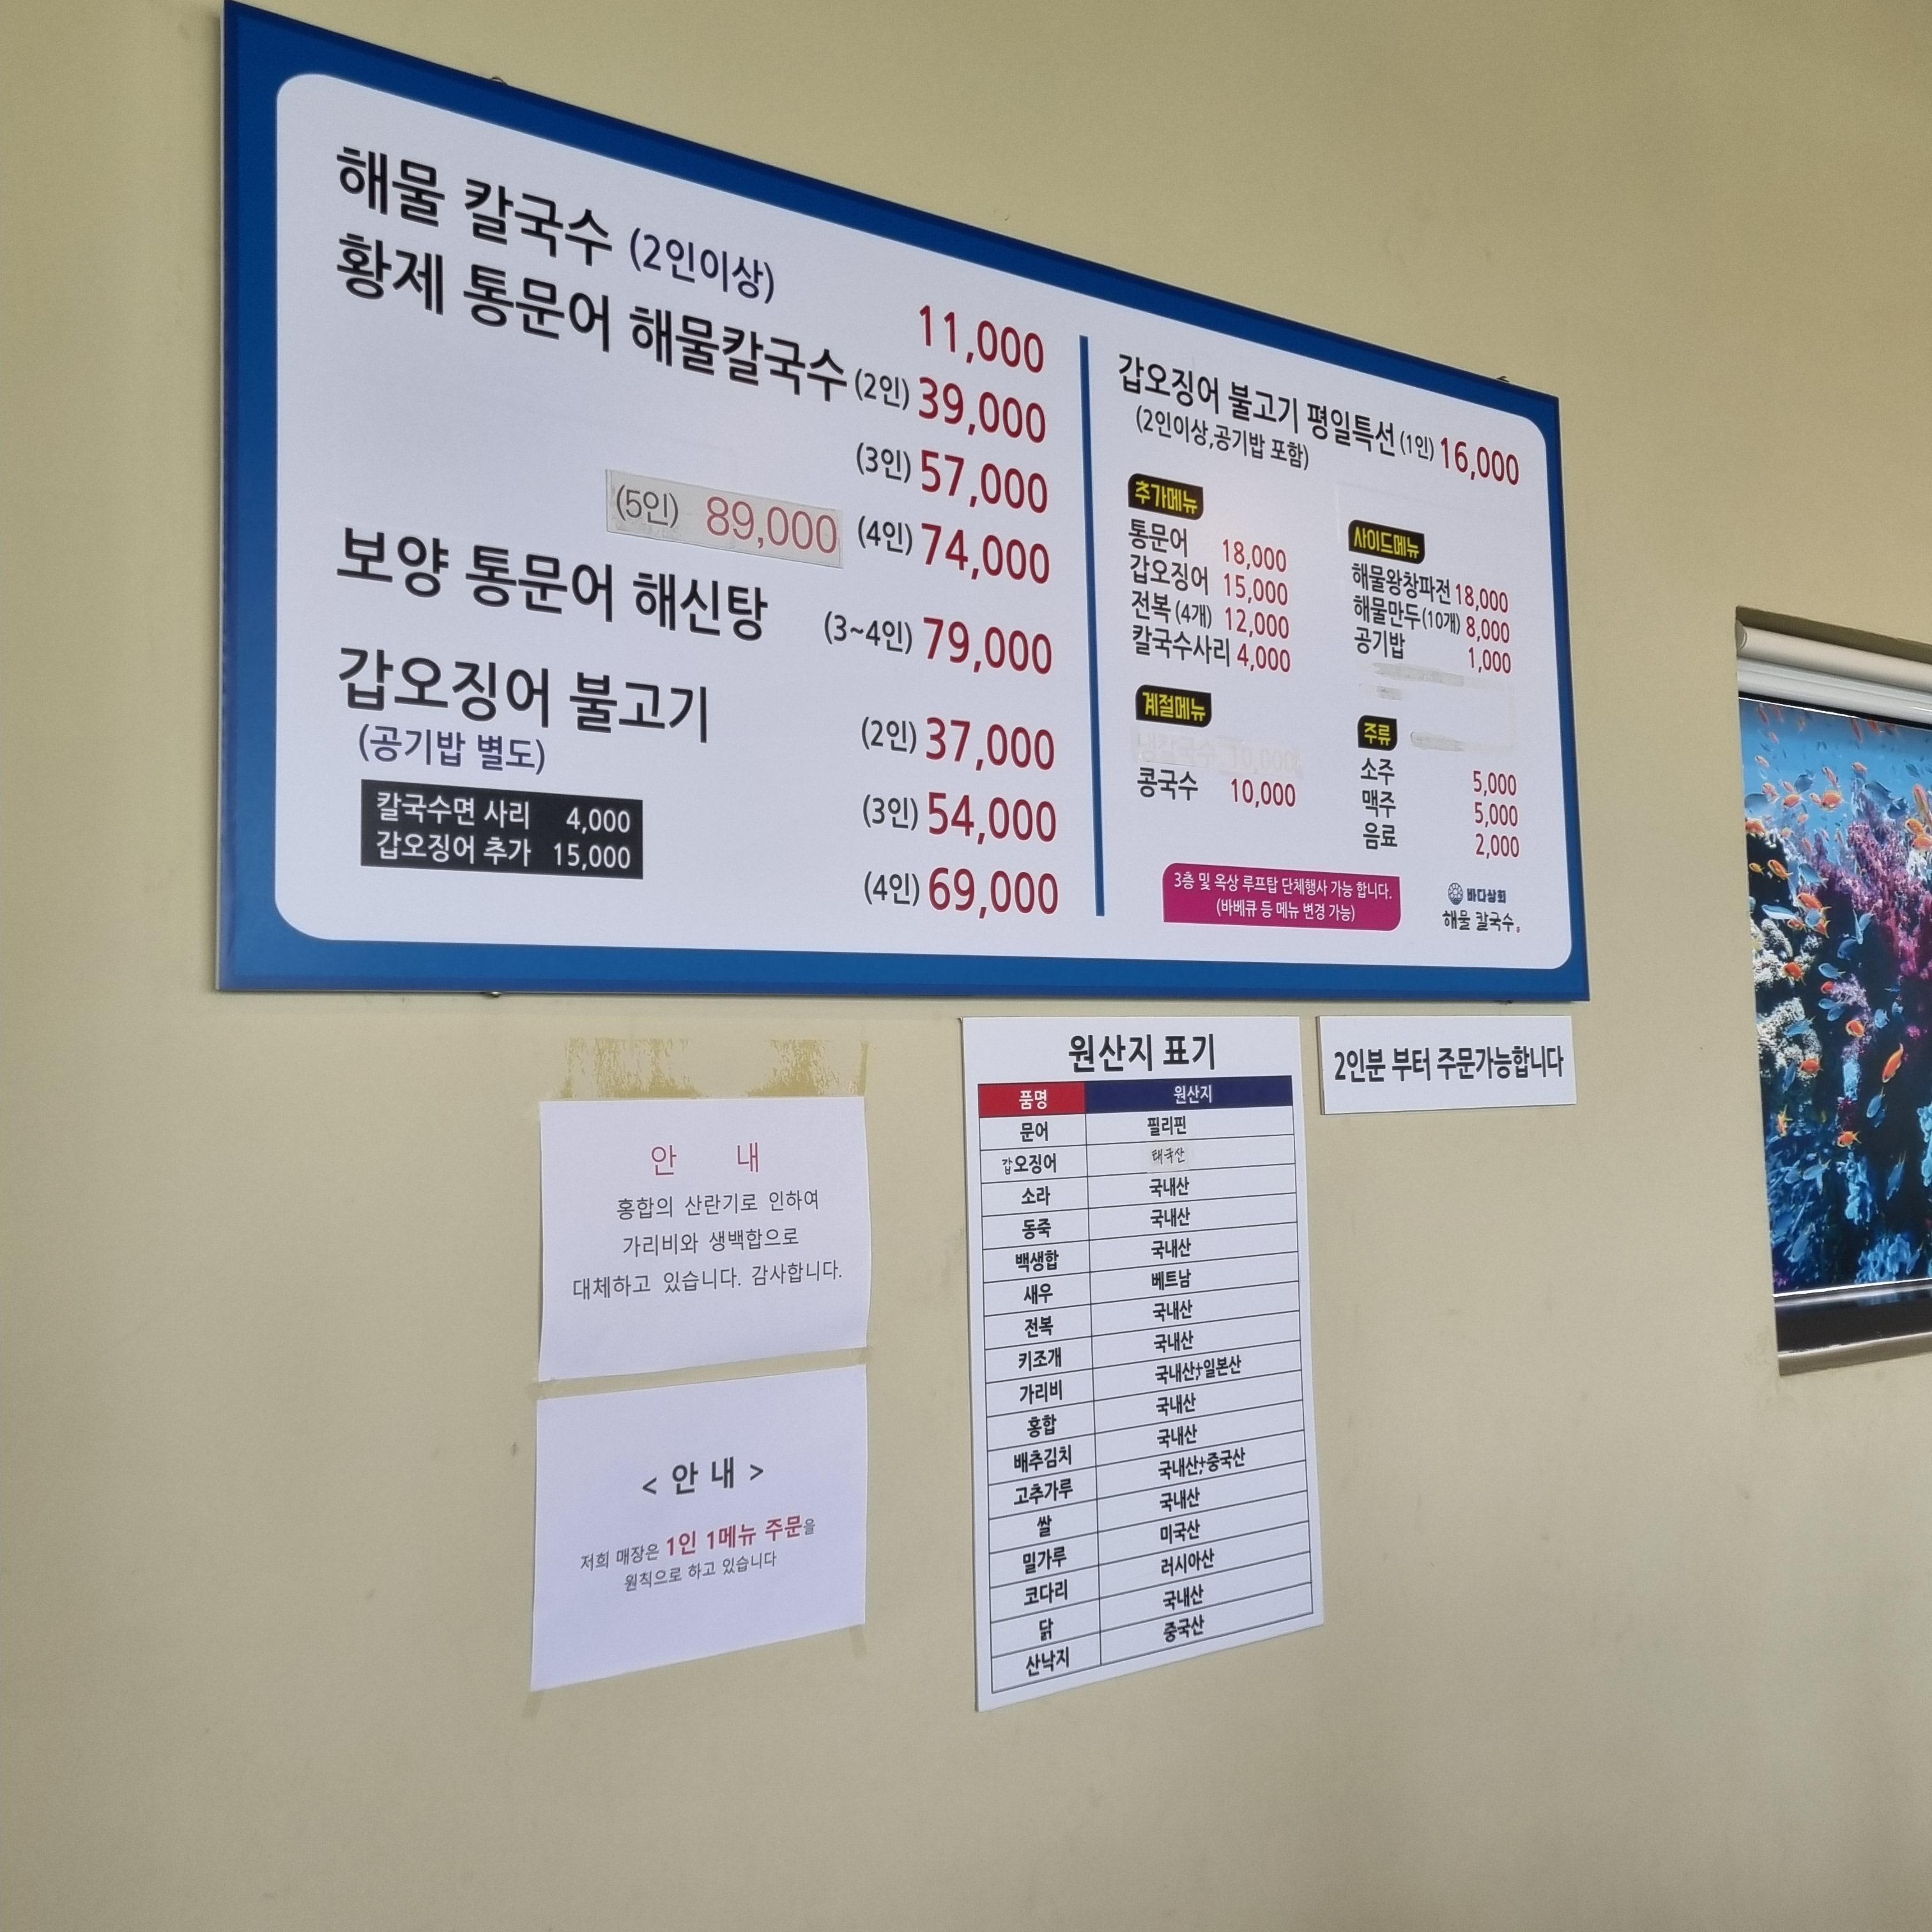 해물 칼국수 (2인이상) 11,000
황제 통문어 해물칼국수 (2인) 39,000
(3인) 57,000
(5인) 89,000 (4인) 74,000
보양 통문어 해신탕 (3~4인) 79,000
갑오징어 불고기 (2인) 37,000
(공기밥 별도)
(3인) 54,000
(4인) 69,000
칼국수면 사리 4,000
갑오징어 추가 15,000
갑오징어 불고기 평일특선 (1인) 16,000
(2인이상,공기밥 포함)
추가메뉴
통문어 18,000
갑오징어 15,000
전복 (4개) 12,000
칼국수사리 4,000
계절메뉴
콩국수 10,000
사이드메뉴
해물왕창파전 18,000
해물만두(10개) 8,000
공기밥 1,000
주류
소주 5,000
맥주 5,000
음료 2,000
3층 및 옥상 루프탑 단체행사 가능 합니다.
(바베큐 등 메뉴 변경 가능)
바다상회
해물 칼국수
안 내
홍합의 산란기로 인하여
가리비와 생백합으로
대체하고 있습니다. 감사합니다.
< 안 내 >
저희 매장은 1인 1메뉴 주문을
원칙으로 하고 있습니다
원산지 표기
품명 원산지
문어 필리핀
갑오징어 태국산
소라 국내산
동죽 국내산
백생합 국내산
새우 베트남
전복 국내산
키조개 국내산
가리비 국내산+일본산
홍합 국내산
배추김치 국내산
고추가루 국내산+중국산
쌀 국내산
밀가루 미국산
코다리 러시아산
닭 국내산
산낙지 중국산
2인분 부터 주문가능합니다